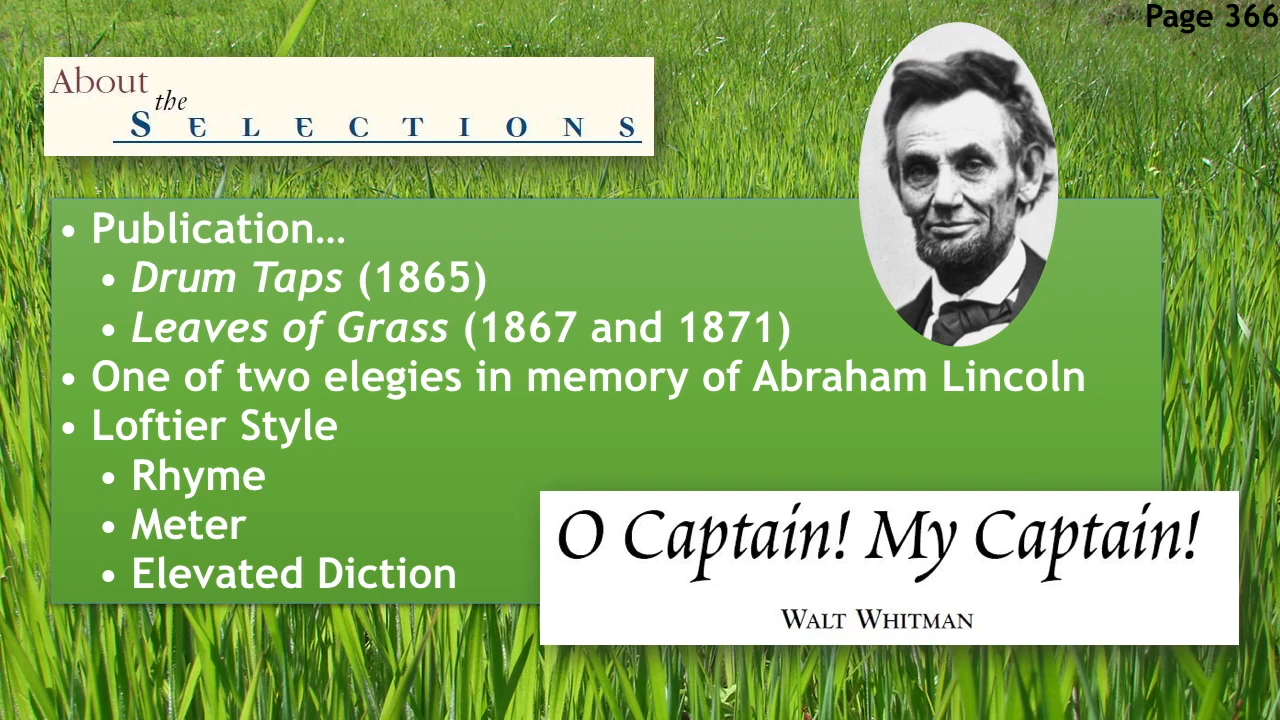 Page 366
About
the
SELECTIONS
• Publication…
• Drum Taps (1865)
• Leaves of Grass (1867 and 1871)
• One of two elegies in memory of Abraham Lincoln
• Loftier Style
• Rhyme
• Meter
• Elevated Diction
O Captain! My Captain!
WALT WHITMAN